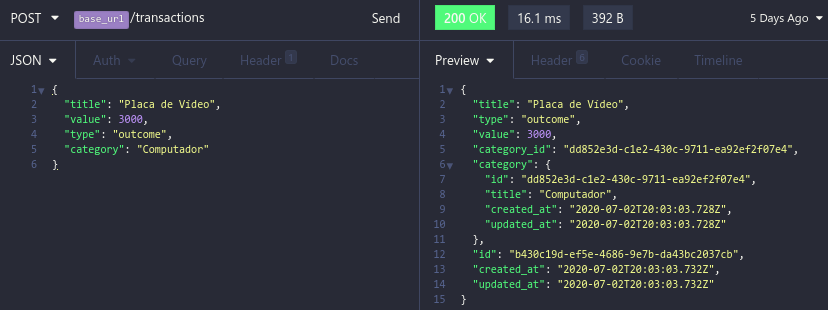 POST base_url/transactions Send
200 OK 16.1 ms 392 B 5 Days Ago
JSON Auth Query Header 1 Docs
Preview Header 6 Cookie Timeline
1 {
2 "title": "Placa de Vídeo",
3 "value": 3000,
4 "type": "outcome",
5 "category": "Computador"
6 }
1 {
2 "title": "Placa de Vídeo",
3 "type": "outcome",
4 "value": 3000,
5 "category_id": "dd852e3d-c1e2-430c-9711-ea92ef2f07e4",
6 "category": {
7 "id": "dd852e3d-c1e2-430c-9711-ea92ef2f07e4",
8 "title": "Computador",
9 "created_at": "2020-07-02T20:03:03.728Z",
10 "updated_at": "2020-07-02T20:03:03.728Z"
11 },
12 "id": "b430c19d-ef5e-4686-9e7b-da43bc2037cb",
13 "created_at": "2020-07-02T20:03:03.732Z",
14 "updated_at": "2020-07-02T20:03:03.732Z"
15 }